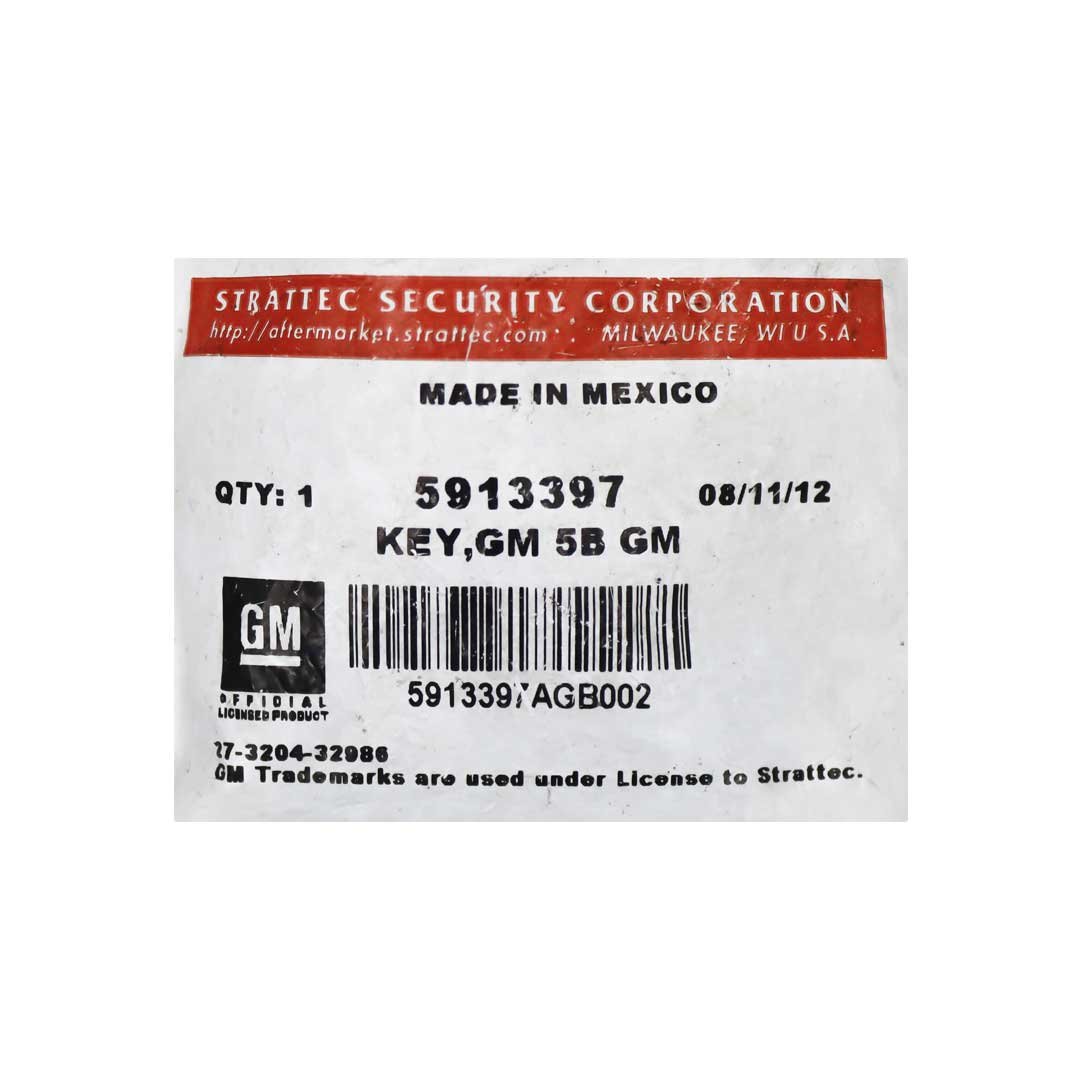 STRATTEC SECURITY CORPORATION
http://aftermarket.strattec.com MILWAUKEE, WI U S.A.
MADE IN MEXICO
QTY: 1 5913397 08/11/12
KEY,GM 5B GM
GM
OFFICIAL
LICENSED PRODUCT
5913397AGB002
27-3204-32986
GM Trademarks are used under License to Strattec.